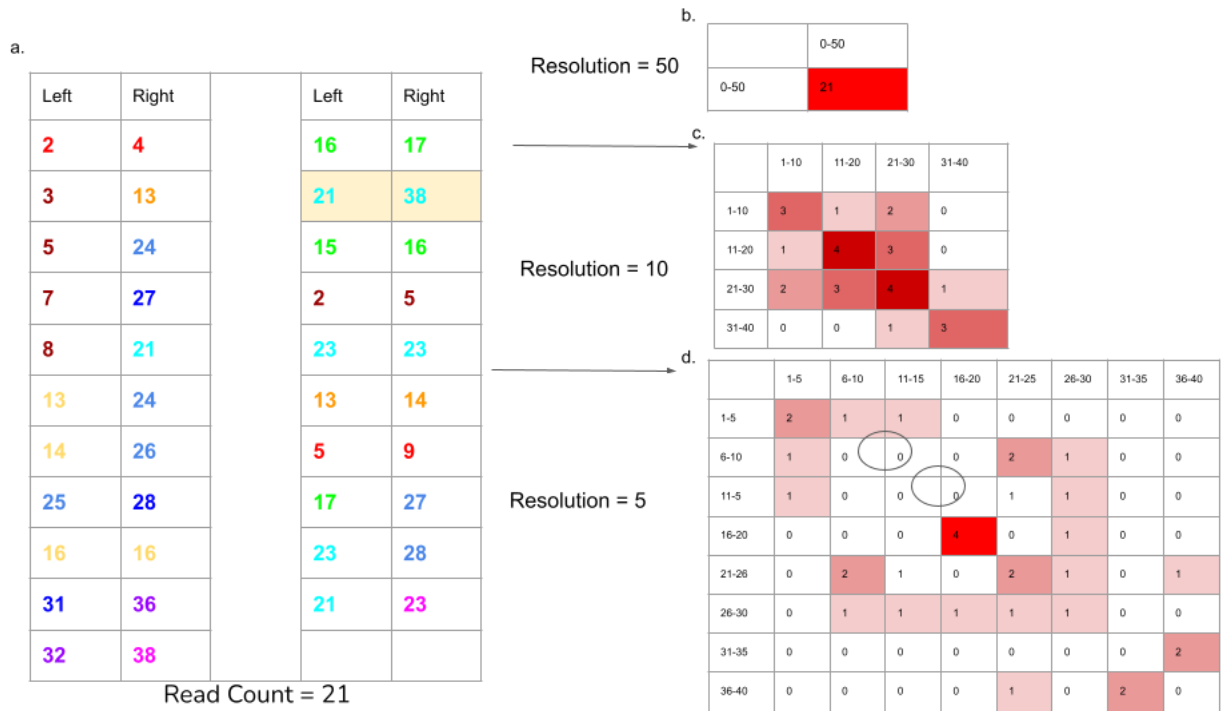 a.
Left Right Left Right
2 4 16 17
3 13 21 38
5 24 15 16
7 27 2 5
8 21 23 23
13 24 13 14
14 26 5 9
25 28 17 27
16 16 23 28
31 36 21 23
32 38
Read Count = 21
Resolution = 50
Resolution = 10
Resolution = 5
b.
0-50
0-50 21
c.
1-10 11-20 21-30 31-40
1-10 3 1 2 0
11-20 1 4 3 0
21-30 2 3 4 1
31-40 0 0 1 3
d.
1-5 6-10 11-15 16-20 21-25 26-30 31-35 36-40
1-5 2 1 1 0 0 0 0 0
6-10 1 0 0 0 2 1 0 0
11-5 1 0 0 0 1 1 0 0
16-20 0 0 0 4 0 1 0 0
21-26 0 2 1 0 2 1 0 1
26-30 0 1 1 1 1 1 0 0
31-35 0 0 0 0 0 0 0 2
36-40 0 0 0 0 1 0 2 0